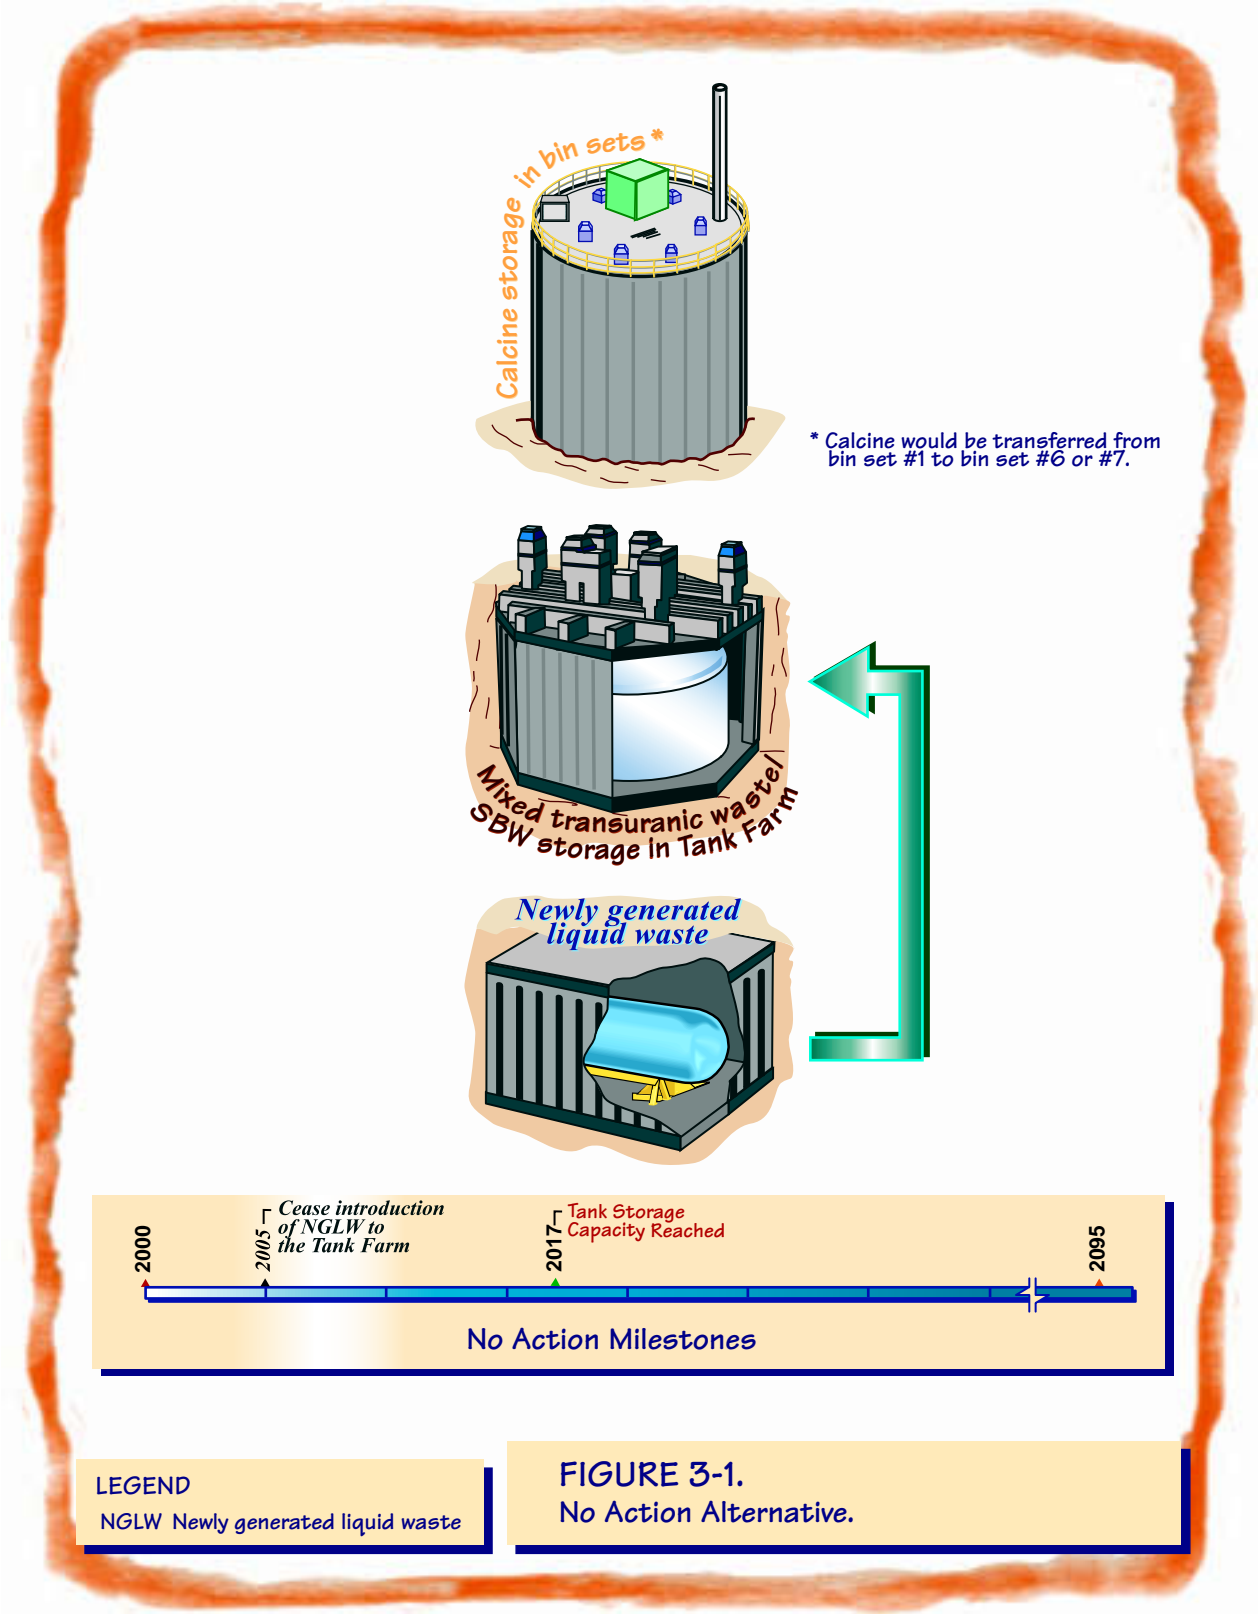 Calcine storage in bin sets *
* Calcine would be transferred from
bin set #1 to bin set #6 or #7.
Mixed transuranic waste/
SBW storage in Tank Farm
Newly generated
liquid waste
2000
2005
Cease introduction
of NGLW to
the Tank Farm
2017
Tank Storage
Capacity Reached
2095
No Action Milestones
LEGEND
NGLW Newly generated liquid waste
FIGURE 3-1.
No Action Alternative.